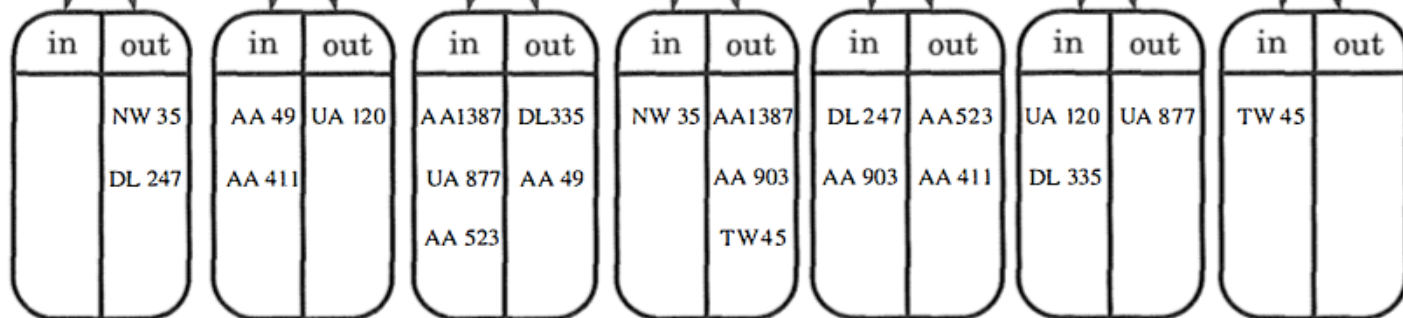 in out in out in out in out in out in out in out
NW 35 AA 49 UA 120 AA1387 DL335 NW 35 AA1387 DL 247 AA523 UA 120 UA 877 TW 45
DL 247 AA 411 UA 877 AA 49 AA 903 AA 903 AA 411 DL 335
AA 523 TW45